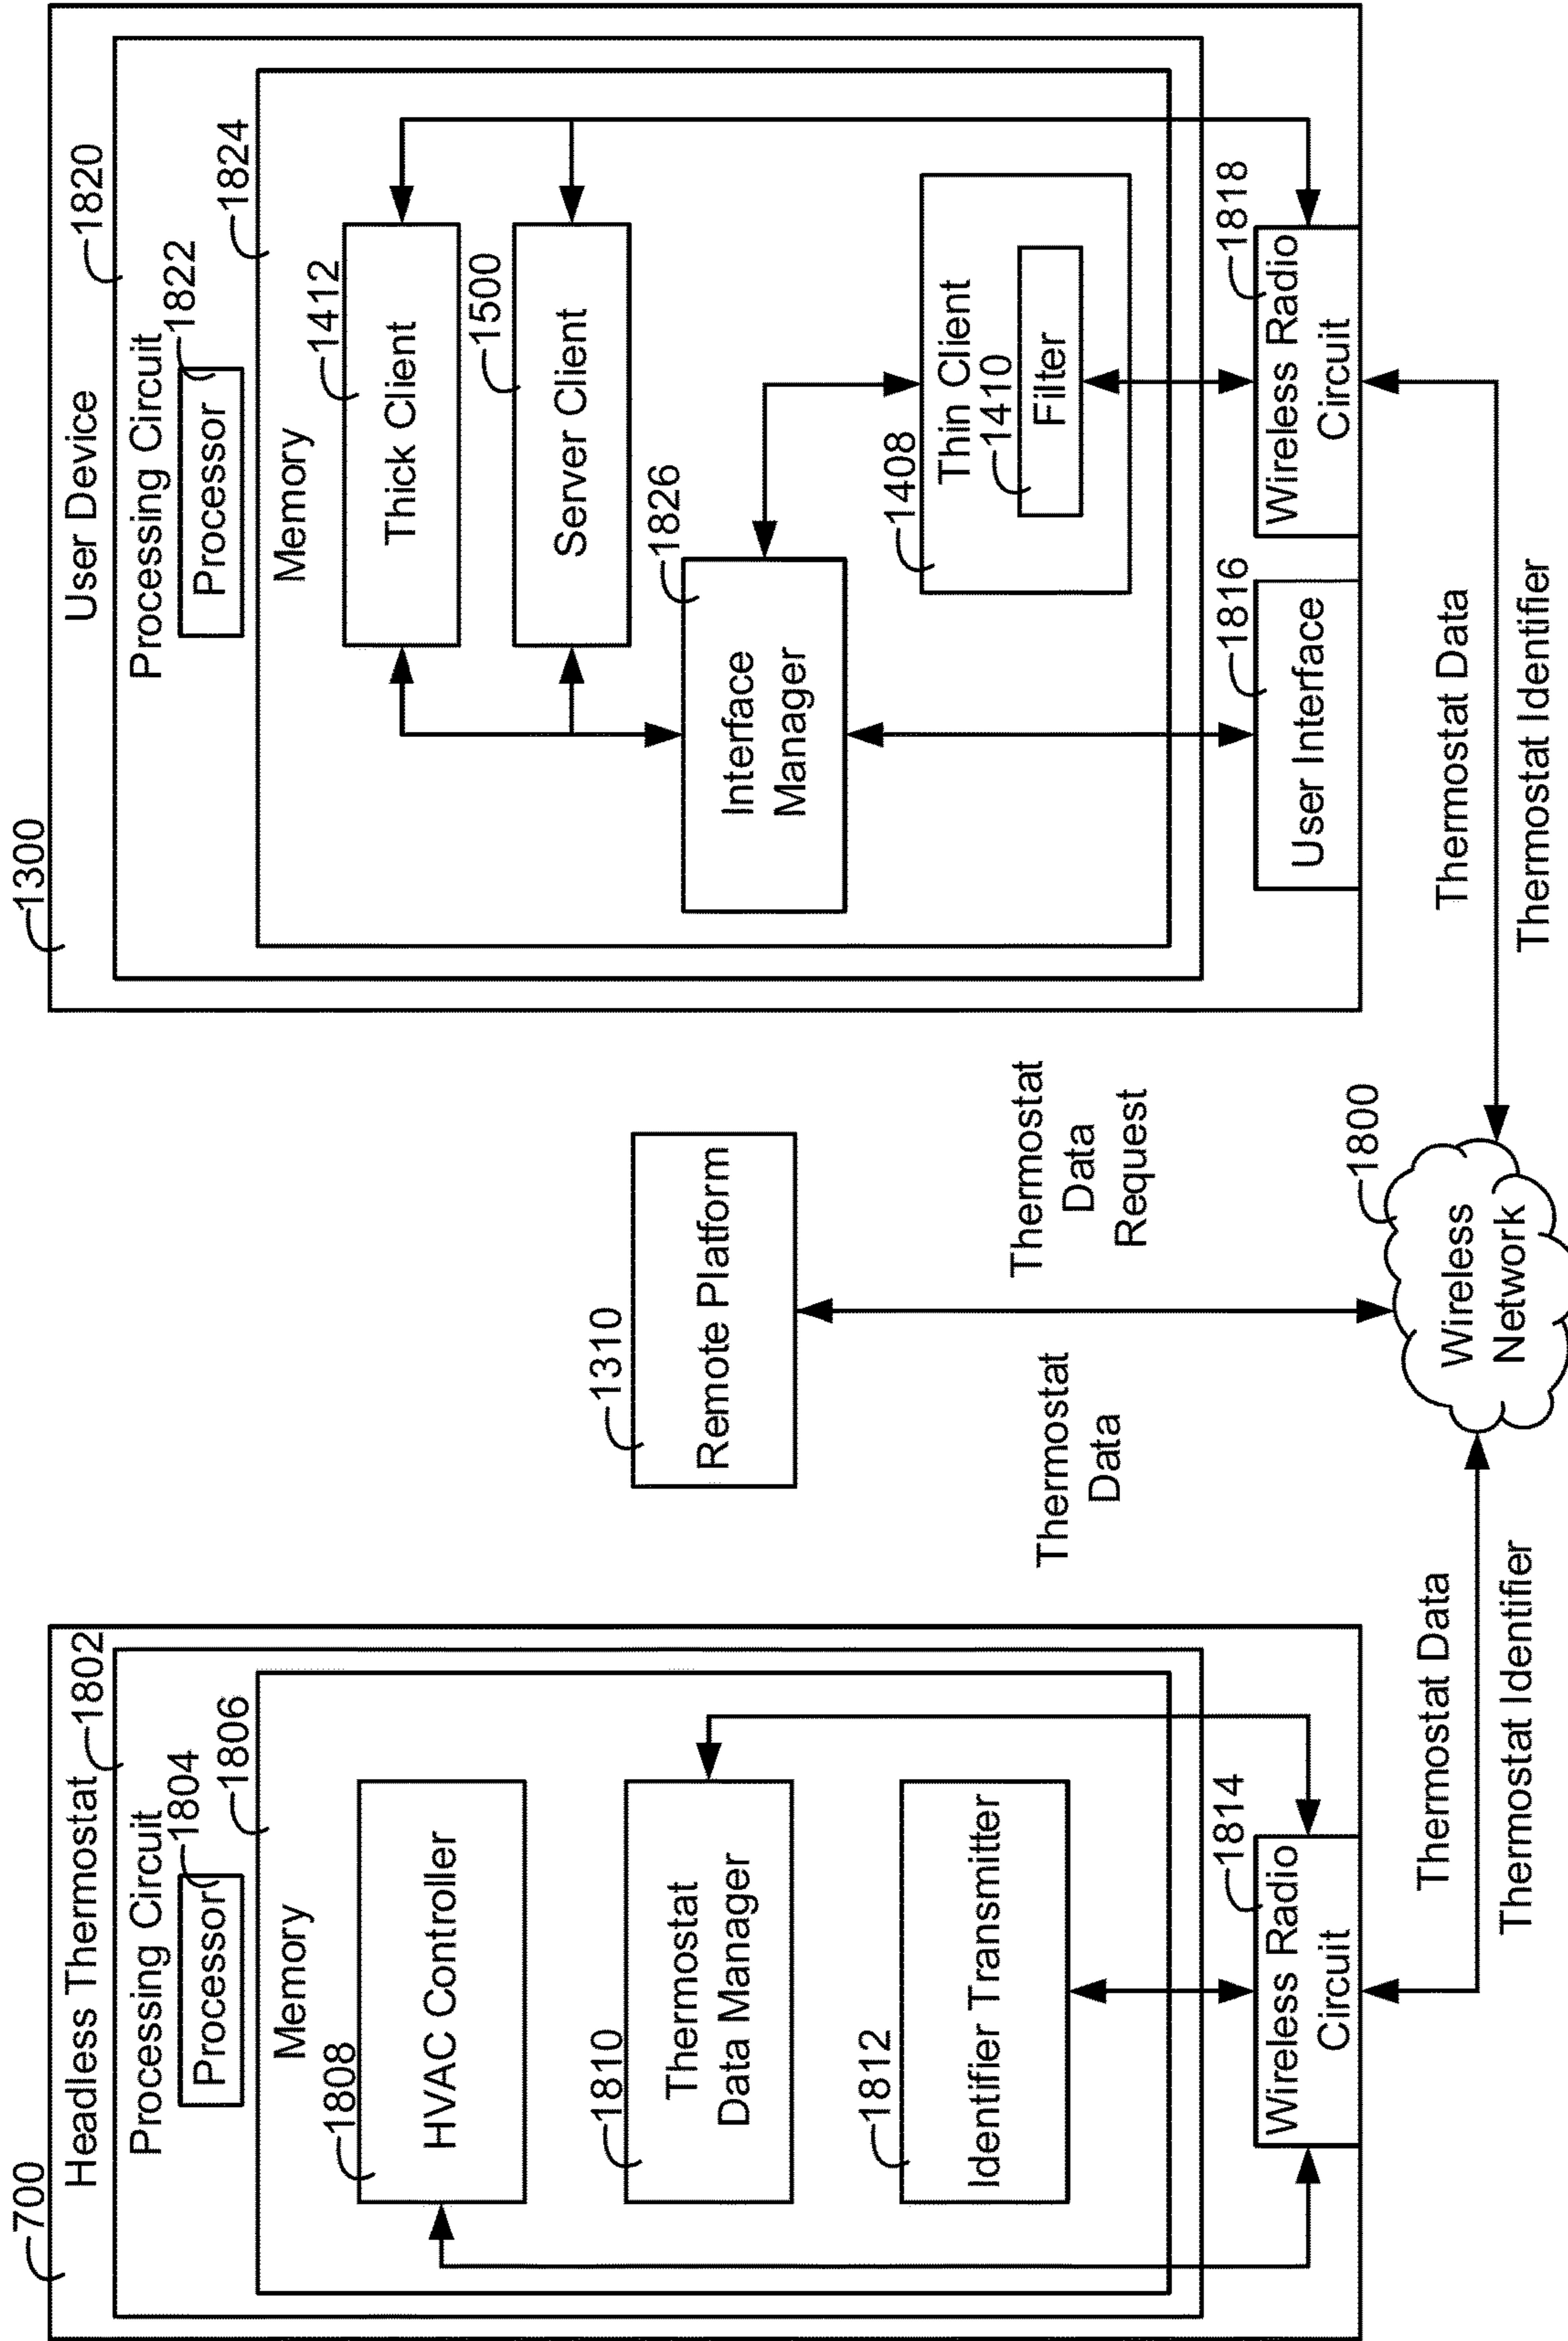 700
Headless Thermostat
1802
Processing Circuit
1804
Processor
1806
Memory
1808
HVAC Controller
1810
Thermostat
Data Manager
1812
Identifier Transmitter
1814
Wireless Radio
Circuit
Thermostat Data
Thermostat Identifier
1310
Remote Platform
Thermostat
Data
Thermostat
Data
Request
1800
Wireless
Network
1300
User Device
1820
Processing Circuit
1822
Processor
1824
Memory
1412
Thick Client
1500
Server Client
1826
Interface
Manager
1408
Thin Client
1410
Filter
1816
User Interface
1818
Wireless Radio
Circuit
Thermostat Data
Thermostat Identifier